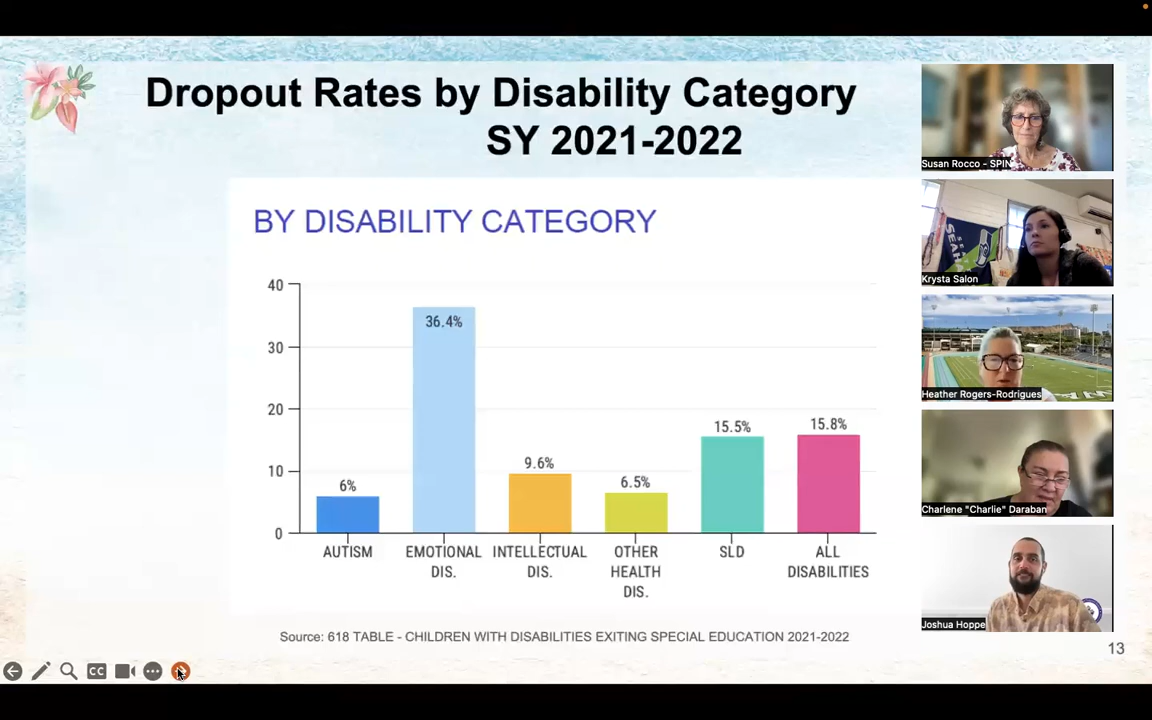 Dropout Rates by Disability Category
SY 2021-2022
BY DISABILITY CATEGORY
40
30
20
10
0
6%
36.4%
9.6%
6.5%
15.5%
15.8%
AUTISM
EMOTIONAL
DIS.
INTELLECTUAL
DIS.
OTHER
HEALTH
DIS.
SLD
ALL
DISABILITIES
Source: 618 TABLE - CHILDREN WITH DISABILITIES EXITING SPECIAL EDUCATION 2021-2022
13
Susan Rocco - SPIN
Krysta Salon
Heather Rogers-Rodrigues
Charlene "Charlie" Daraban
Joshua Hoppe
CC